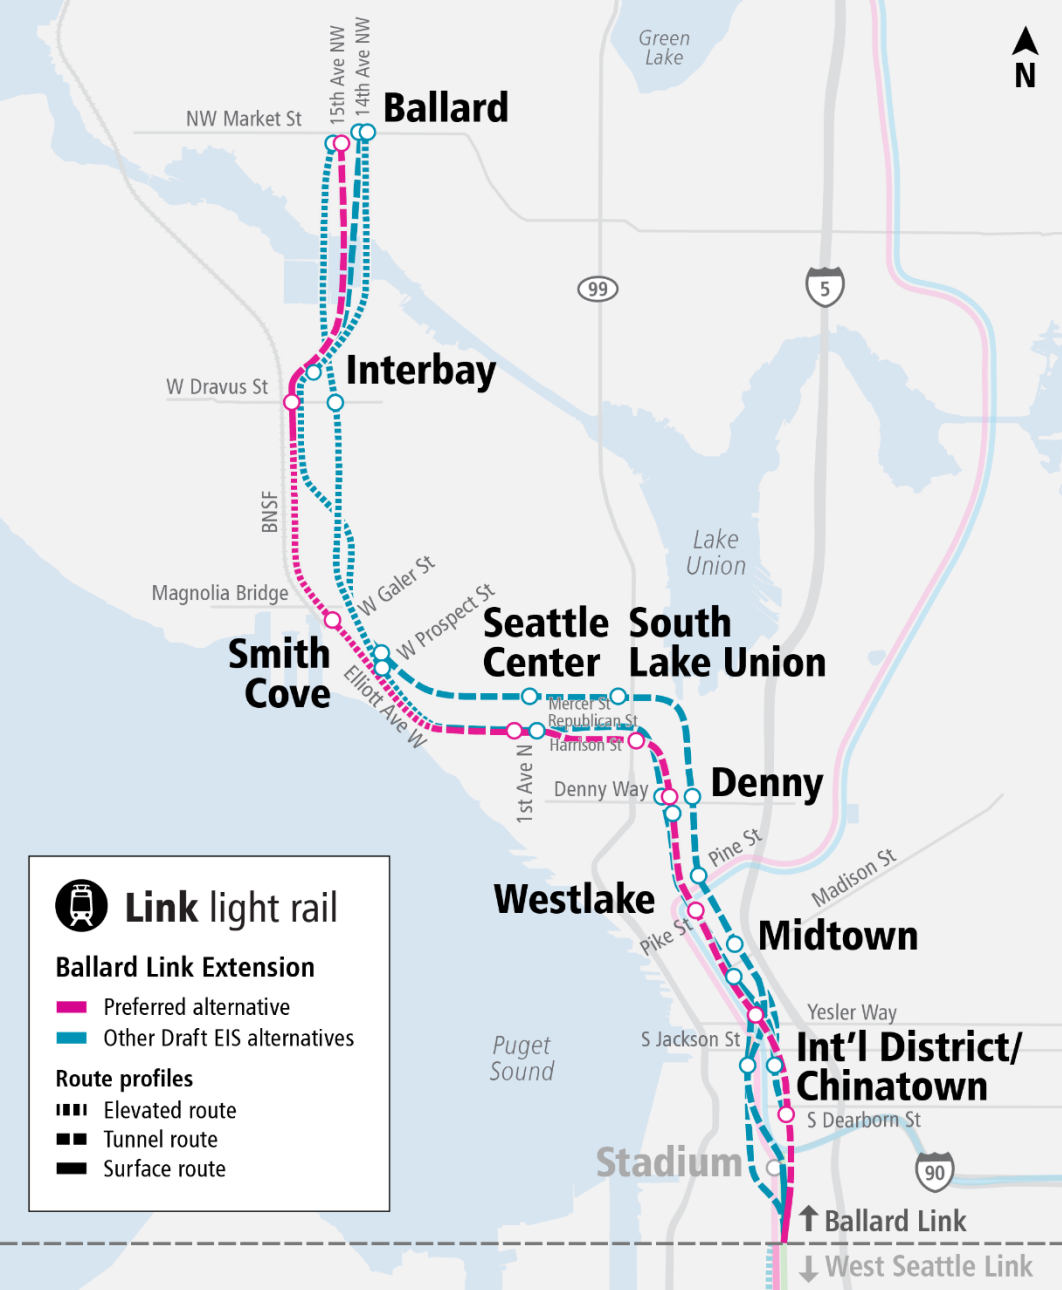 Green
Lake
N
15th Ave NW
14th Ave NW
Ballard
NW Market St
99
5
Interbay
W Dravus St
BNSF
Lake
Union
W Galer St
Magnolia Bridge
W Prospect St
Seattle
Center
South
Lake Union
Smith
Cove
Elliott Ave W
Mercer St
Republican St
Harrison St
1st Ave N
Denny Way
Denny
Pine St
Madison St
Westlake
Pike St
Midtown
Yesler Way
S Jackson St
Int'l District/
Chinatown
S Dearborn St
Puget
Sound
Stadium
90
Ballard Link
West Seattle Link
Link light rail
Ballard Link Extension
Preferred alternative
Other Draft EIS alternatives
Route profiles
Elevated route
Tunnel route
Surface route